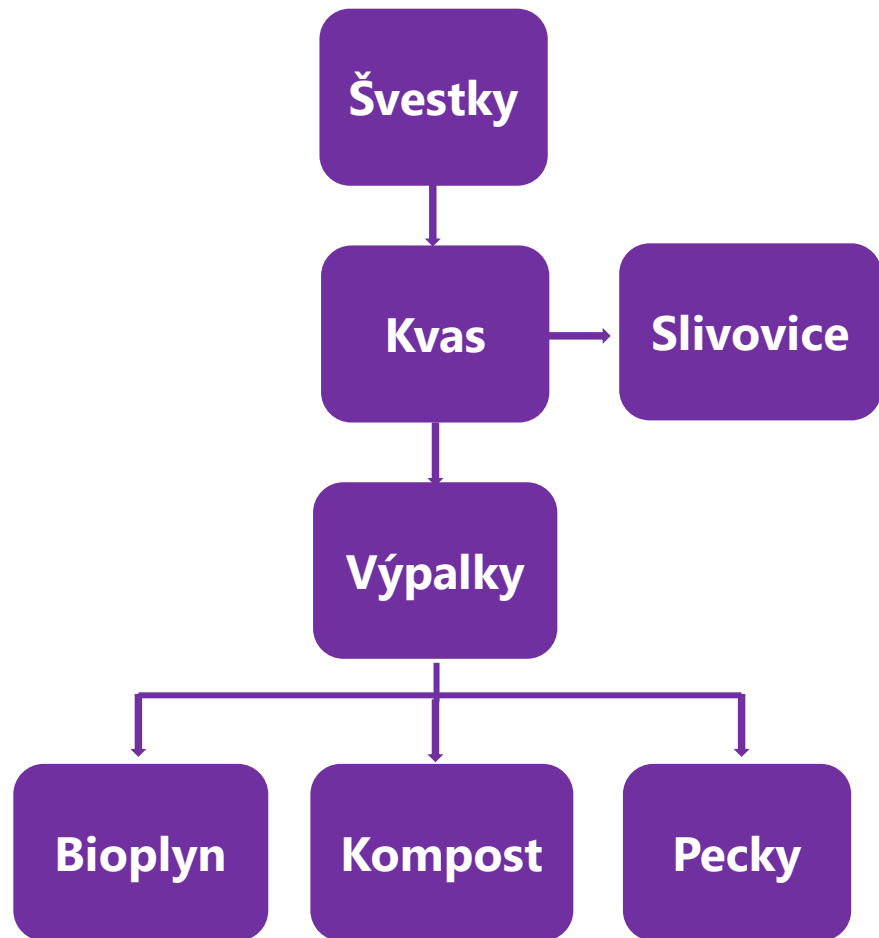 Švestky
Kvas
Slivovice
Výpalky
Bioplyn
Kompost
Pecky